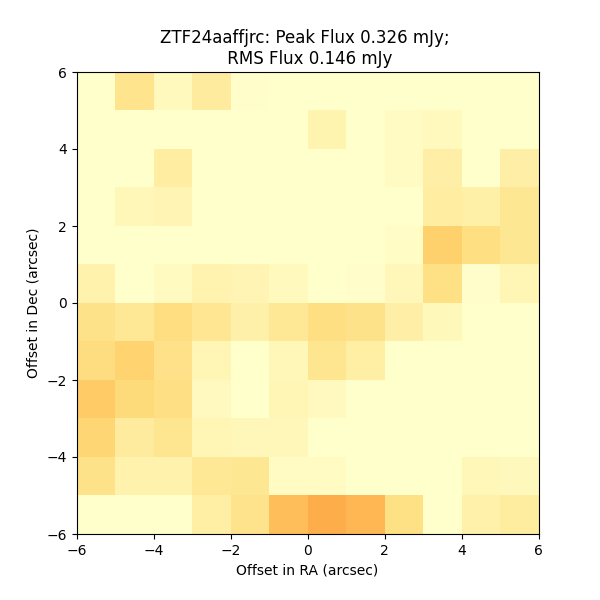 ZTF24aaffjrc: Peak Flux 0.326 mJy;
RMS Flux 0.146 mJy
6
4
2
0
−2
−4
−6
Offset in Dec (arcsec)
−6 −4 −2 0 2 4 6
Offset in RA (arcsec)